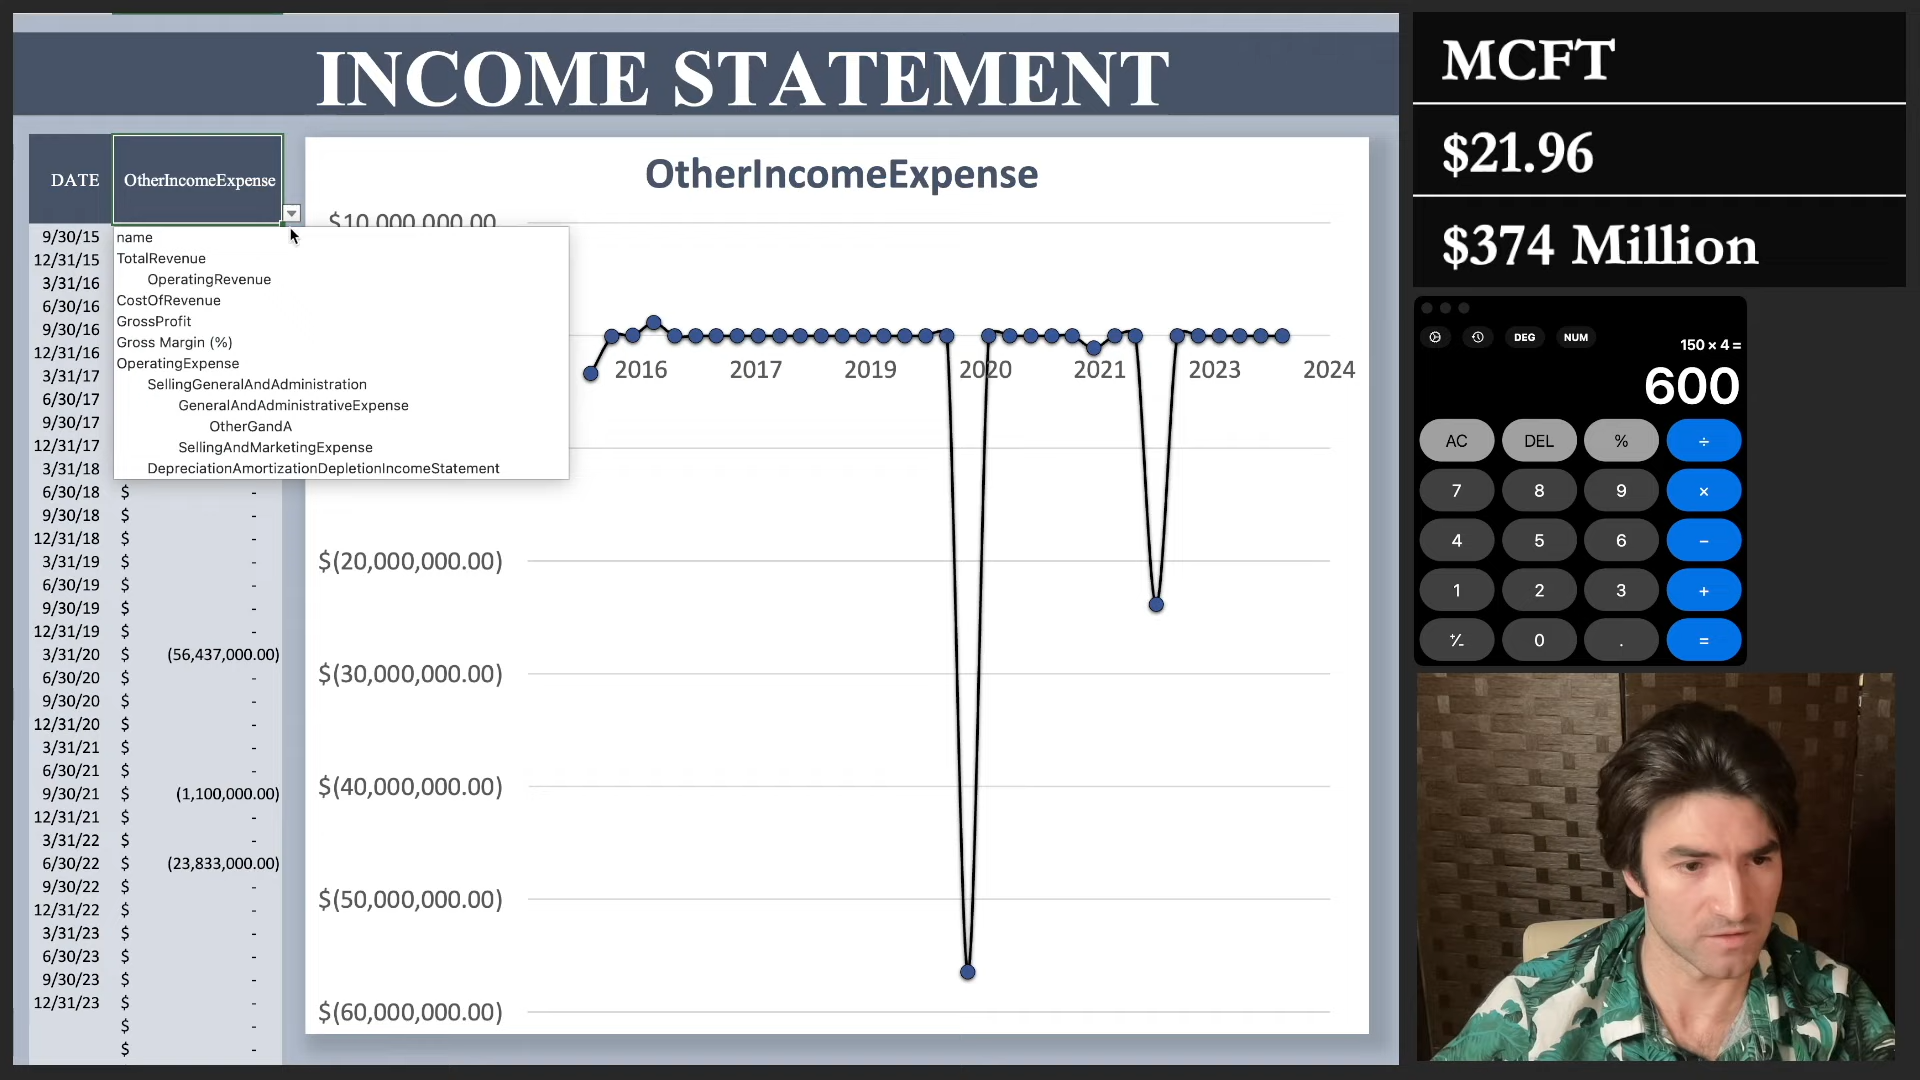 INCOME STATEMENT
DATE
OtherIncomeExpense
9/30/15
12/31/15
3/31/16
6/30/16
9/30/16
12/31/16
3/31/17
6/30/17
9/30/17
12/31/17
3/31/18
6/30/18 $ -
9/30/18 $ -
12/31/18 $ -
3/31/19 $ -
6/30/19 $ -
9/30/19 $ -
12/31/19 $ -
3/31/20 $ (56,437,000.00)
6/30/20 $ -
9/30/20 $ -
12/31/20 $ -
3/31/21 $ -
6/30/21 $ -
9/30/21 $ (1,100,000.00)
12/31/21 $ -
3/31/22 $ -
6/30/22 $ (23,833,000.00)
9/30/22 $ -
12/31/22 $ -
3/31/23 $ -
6/30/23 $ -
9/30/23 $ -
12/31/23 $ -
$ -
$ -
name
TotalRevenue
OperatingRevenue
CostOfRevenue
GrossProfit
Gross Margin (%)
OperatingExpense
SellingGeneralAndAdministration
GeneralAndAdministrativeExpense
OtherGandA
SellingAndMarketingExpense
DepreciationAmortizationDepletionIncomeStatement
OtherIncomeExpense
$10,000,000.00
2016 2017 2019 2020 2021 2023 2024
$(20,000,000.00)
$(30,000,000.00)
$(40,000,000.00)
$(50,000,000.00)
$(60,000,000.00)
MCFT
$21.96
$374 Million
DEG NUM
150 × 4 =
600
AC DEL % ÷
7 8 9 ×
4 5 6 −
1 2 3 +
+/− 0 . =